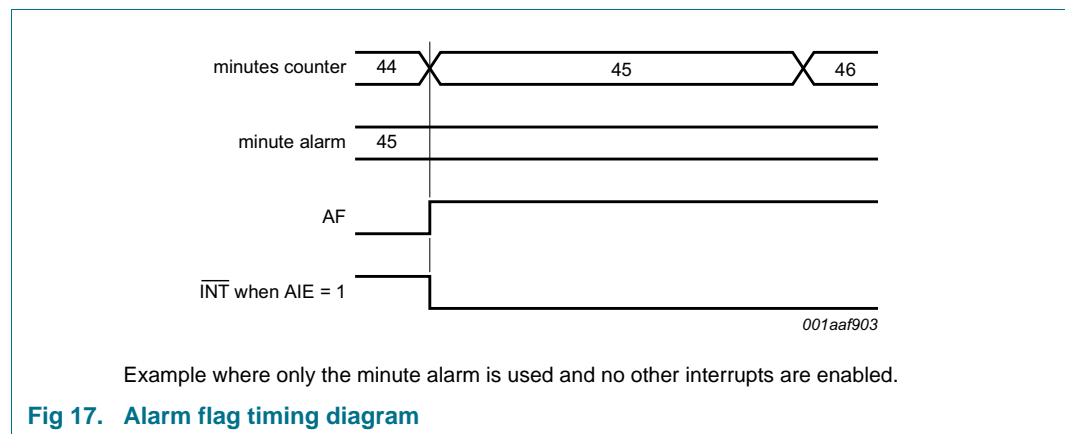 minutes counter 44 45 46
minute alarm 45
AF
INT when AIE = 1
001aaf903
Example where only the minute alarm is used and no other interrupts are enabled.
Fig 17. Alarm flag timing diagram